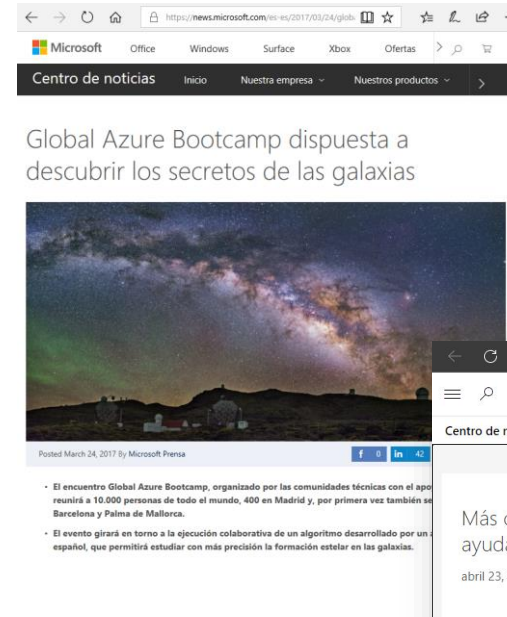 https://news.microsoft.com/es-es/2017/03/24/glob
Microsoft Office Windows Surface Xbox Ofertas
Centro de noticias Inicio Nuestra empresa Nuestros productos
Global Azure Bootcamp dispuesta a
descubrir los secretos de las galaxias
Posted March 24, 2017 By Microsoft Prensa
f 0 in 42
• El encuentro Global Azure Bootcamp, organizado por las comunidades técnicas con el apo
reunirá a 10.000 personas de todo el mundo, 400 en Madrid y, por primera vez también se
Barcelona y Palma de Mallorca.
• El evento girará en torno a la ejecución colaborativa de un algoritmo desarrollado por un
español, que permitirá estudiar con más precisión la formación estelar en las galaxias.
Centro de
Más
ayuda
abril 23,